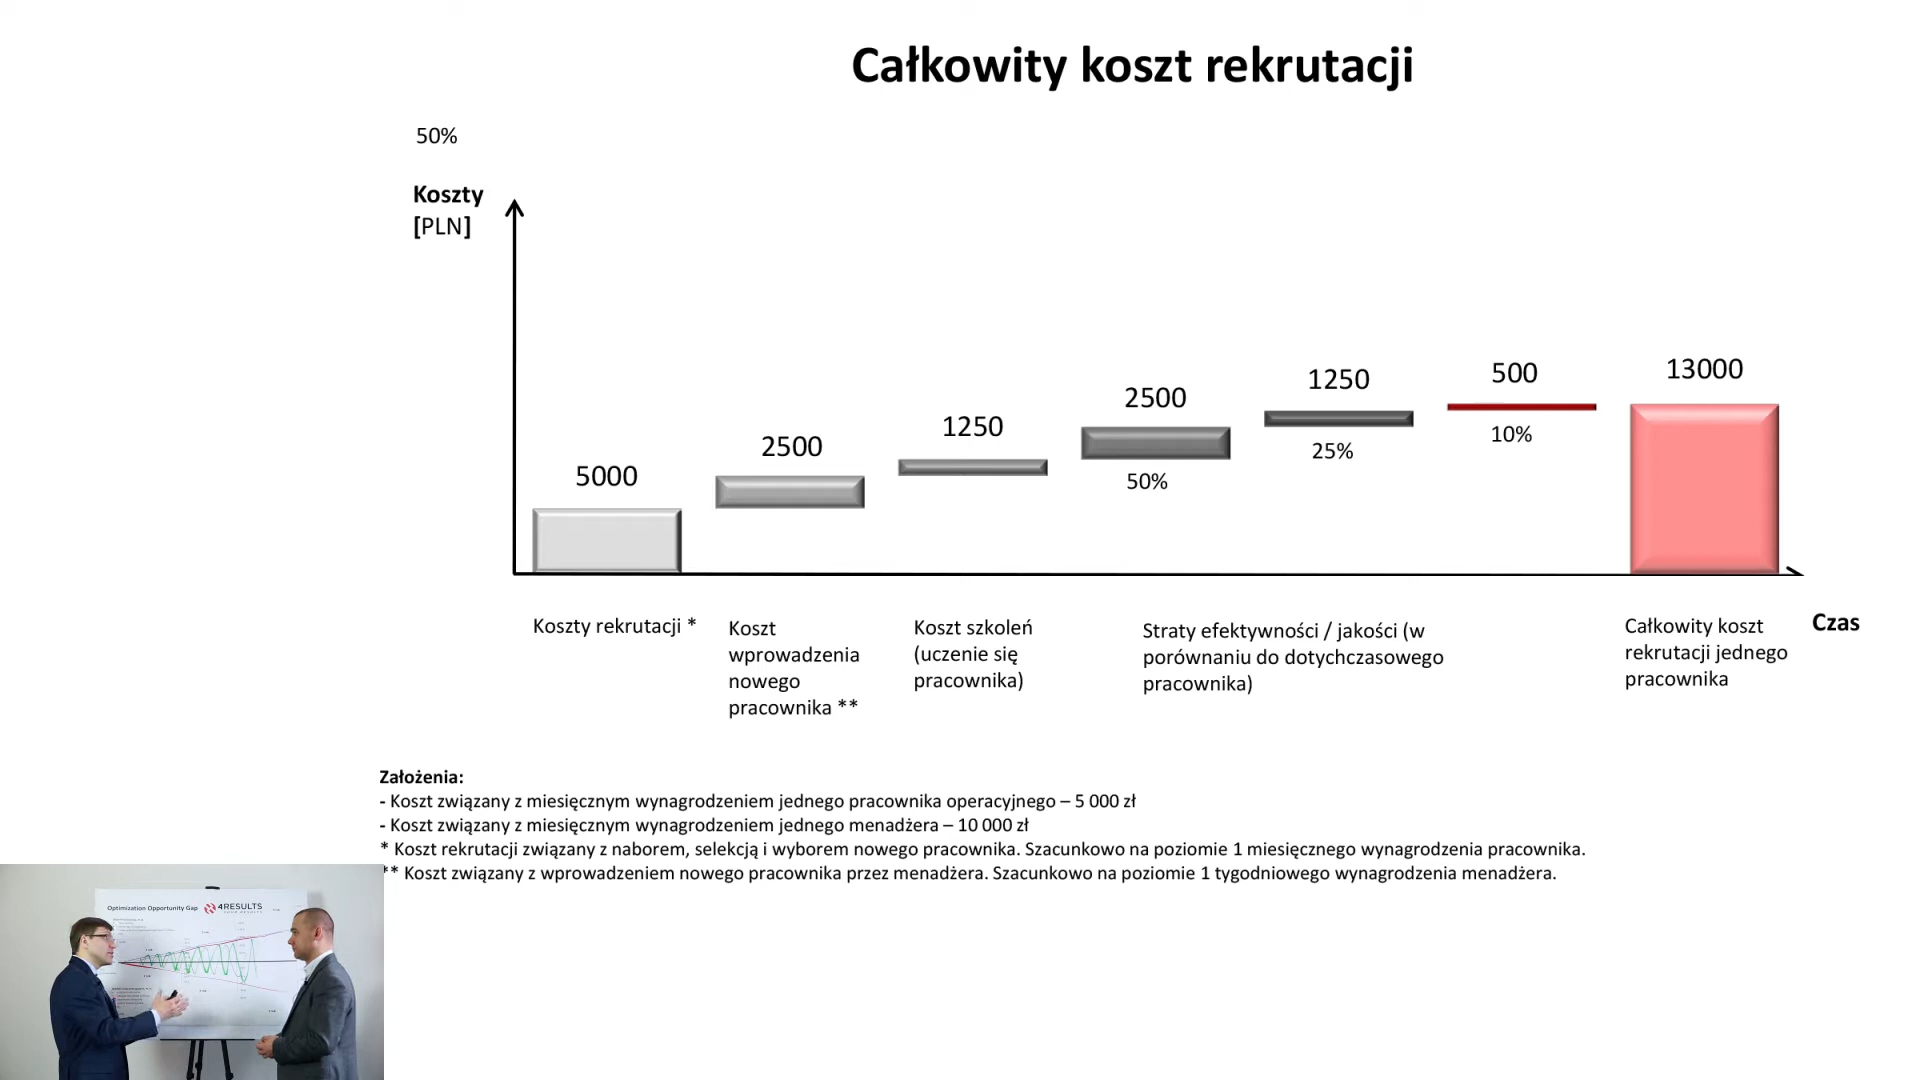 Całkowity koszt rekrutacji
50%
Koszty
[PLN]
5000
2500
1250
2500
50%
1250
25%
500
10%
13000
Koszty rekrutacji *
Koszt
wprowadzenia
nowego
pracownika **
Koszt szkoleń
(uczenie się
pracownika)
Straty efektywności / jakości (w
porównaniu do dotychczasowego
pracownika)
Całkowity koszt
rekrutacji jednego
pracownika
Czas
Założenia:
- Koszt związany z miesięcznym wynagrodzeniem jednego pracownika operacyjnego – 5 000 zł
- Koszt związany z miesięcznym wynagrodzeniem jednego menadżera – 10 000 zł
* Koszt rekrutacji związany z naborem, selekcją i wyborem nowego pracownika. Szacunkowo na poziomie 1 miesięcznego wynagrodzenia pracownika.
** Koszt związany z wprowadzeniem nowego pracownika przez menadżera. Szacunkowo na poziomie 1 tygodniowego wynagrodzenia menadżera.
Optimization Opportunity Gap
4RESULTS